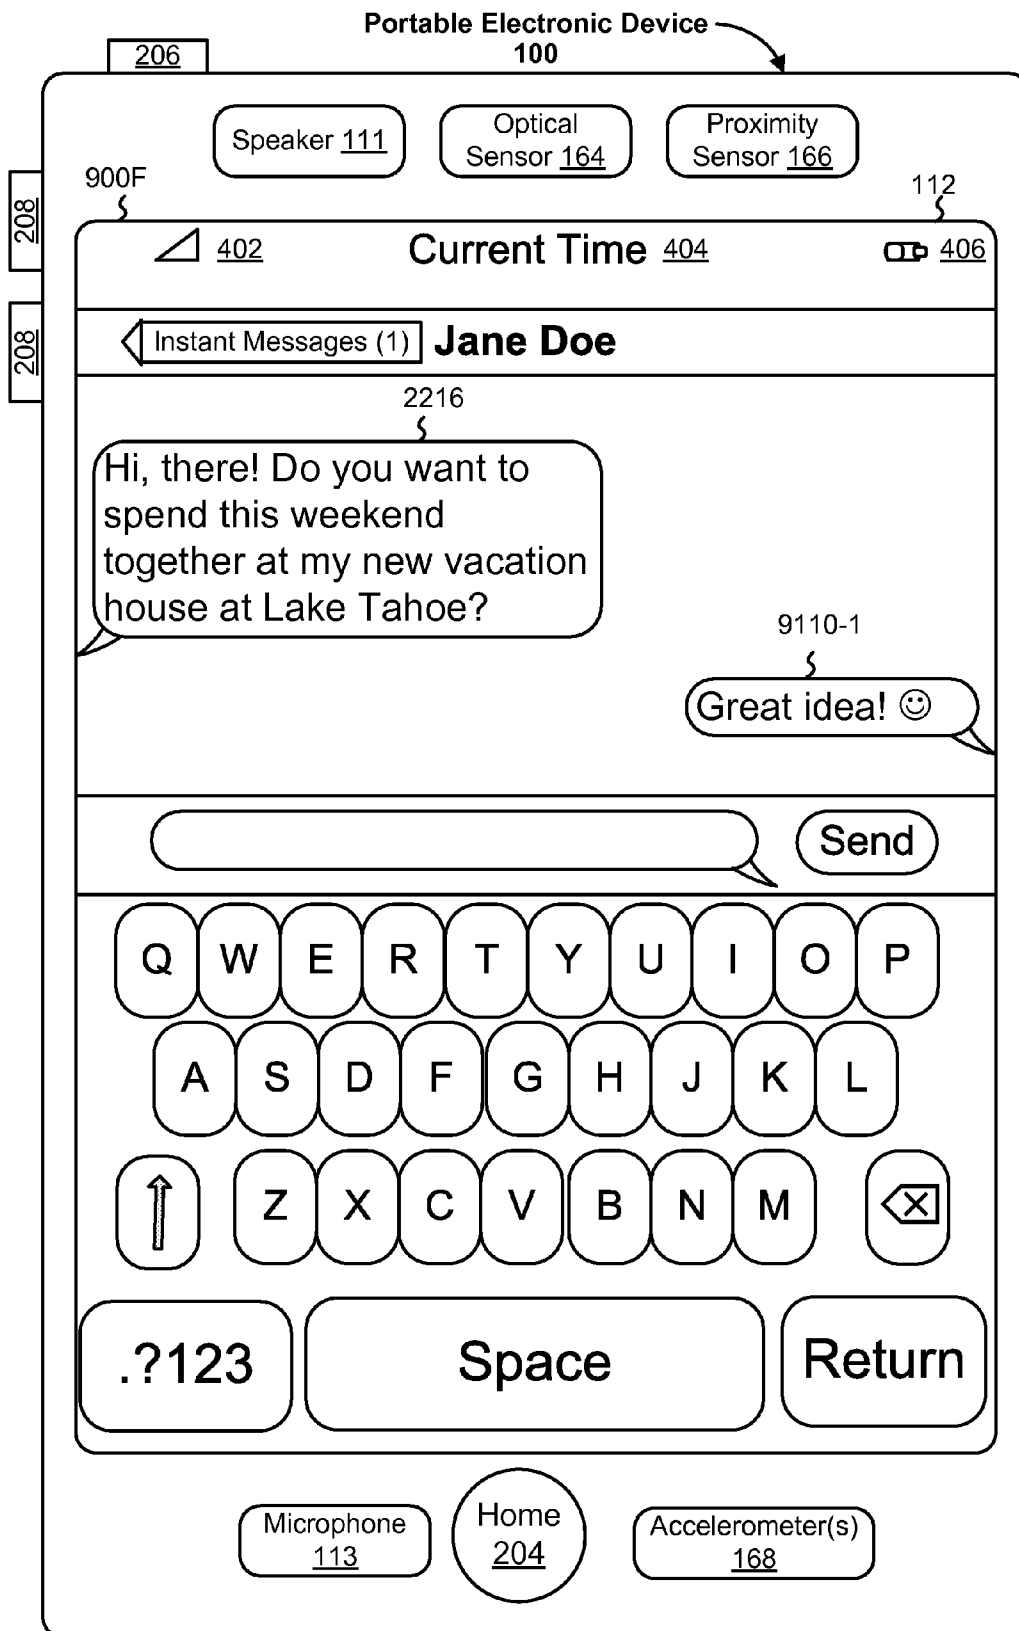 Portable Electronic Device
100
206
Speaker 111
Optical
Sensor 164
Proximity
Sensor 166
208
208
900F
112
402
Current Time 404
406
Instant Messages (1)
Jane Doe
2216
Hi, there! Do you want to
spend this weekend
together at my new vacation
house at Lake Tahoe?
9110-1
Great idea! ☺
Send
Q W E R T Y U I O P
A S D F G H J K L
Z X C V B N M
.?123
Space
Return
Microphone
113
Home
204
Accelerometer(s)
168